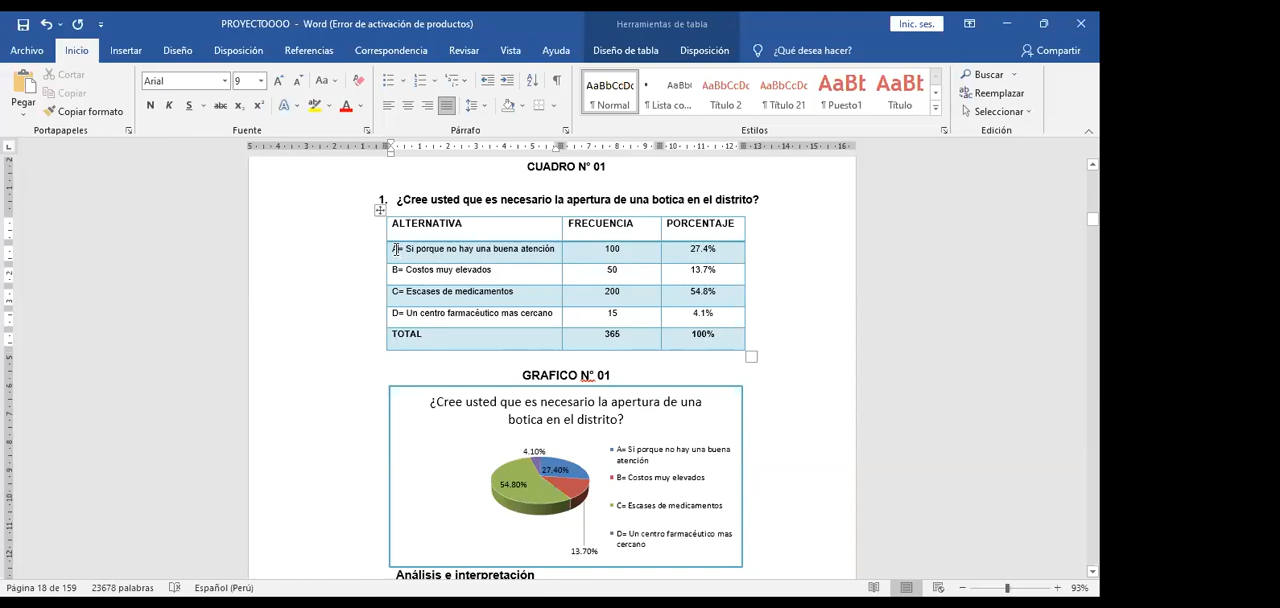 PROYECTOOOO - Word (Error de activación de productos)
Herramientas de tabla
Inic. ses.
Archivo Inicio Insertar Diseño Disposición Referencias Correspondencia Revisar Vista Ayuda Diseño de tabla Disposición ¿Qué desea hacer? Compartir
Pegar
Cortar
Copiar
Copiar formato
Portapapeles
Arial 9
N K S abc x₂ x²
Fuente
Párrafo
AaBbCcDc AaBbC AaBbCcDc AaBbCcDc AaBt AaBt
¶ Normal ¶ Lista co... ¶ Título 2 ¶ Título 21 ¶ Puesto1 Título
Estilos
Buscar
Reemplazar
Seleccionar
Edición
CUADRO N° 01
1. ¿Cree usted que es necesario la apertura de una botica en el distrito?
ALTERNATIVA FRECUENCIA PORCENTAJE
A= Si porque no hay una buena atención 100 27.4%
B= Costos muy elevados 50 13.7%
C= Escases de medicamentos 200 54.8%
D= Un centro farmacéutico mas cercano 15 4.1%
TOTAL 365 100%
GRAFICO N° 01
¿Cree usted que es necesario la apertura de una
botica en el distrito?
4.10%
27.40%
54.80%
13.70%
A= Si porque no hay una buena
atención
B= Costos muy elevados
C= Escases de medicamentos
D= Un centro farmacéutico mas
cercano
Análisis e interpretación
Página 18 de 159 23678 palabras Español (Perú) 93%